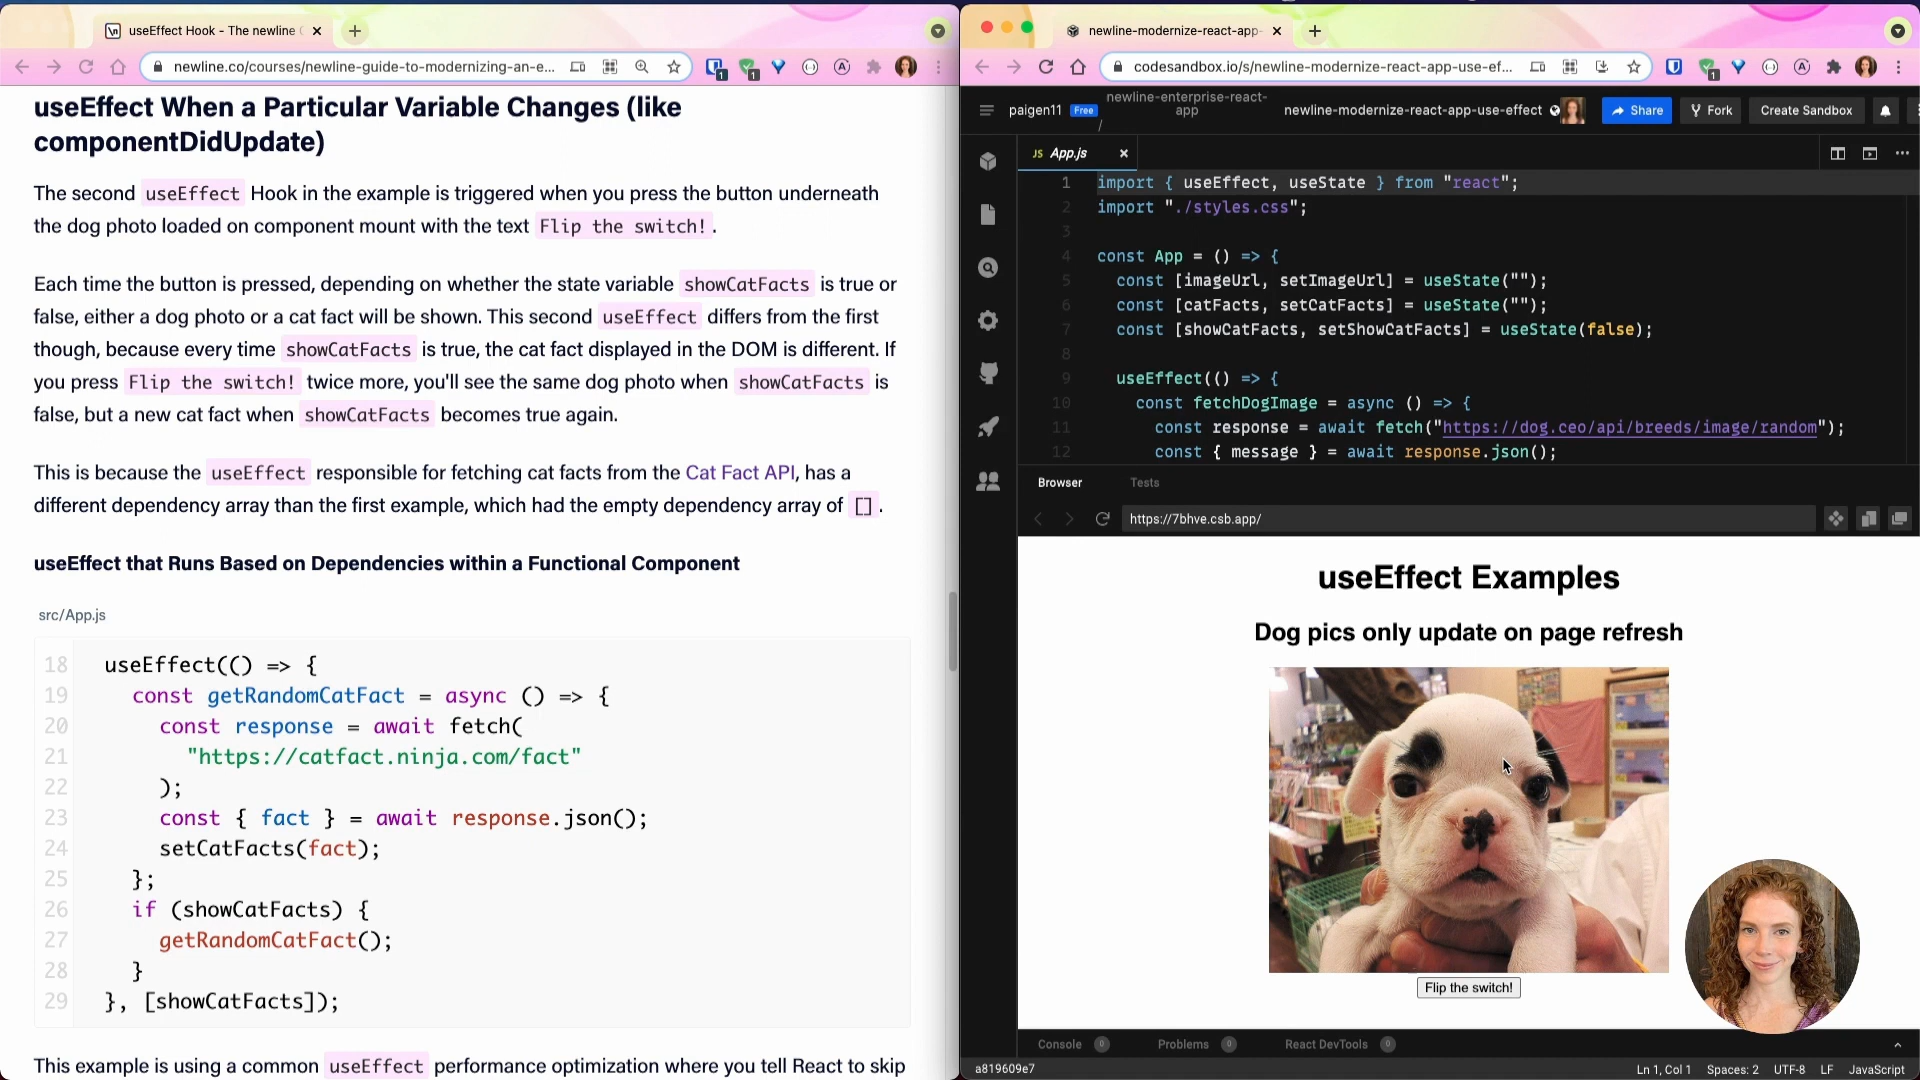 useEffect Hook - The newline
newline.co/courses/newline-guide-to-modernizing-an-e...
useEffect When a Particular Variable Changes (like
componentDidUpdate)
The second useEffect Hook in the example is triggered when you press the button underneath
the dog photo loaded on component mount with the text Flip the switch!.
Each time the button is pressed, depending on whether the state variable showCatFacts is true or
false, either a dog photo or a cat fact will be shown. This second useEffect differs from the first
though, because every time showCatFacts is true, the cat fact displayed in the DOM is different. If
you press Flip the switch! twice more, you'll see the same dog photo when showCatFacts is
false, but a new cat fact when showCatFacts becomes true again.
This is because the useEffect responsible for fetching cat facts from the Cat Fact API, has a
different dependency array than the first example, which had the empty dependency array of [].
useEffect that Runs Based on Dependencies within a Functional Component
src/App.js
18 useEffect(() => {
19 const getRandomCatFact = async () => {
20 const response = await fetch(
21 "https://catfact.ninja.com/fact"
22 );
23 const { fact } = await response.json();
24 setCatFacts(fact);
25 };
26 if (showCatFacts) {
27 getRandomCatFact();
28 }
29 }, [showCatFacts]);
This example is using a common useEffect performance optimization where you tell React to skip
newline-modernize-react-app-
codesandbox.io/s/newline-modernize-react-app-use-ef...
paigen11 Free newline-enterprise-react-
app
/
newline-modernize-react-app-use-effect Share Fork Create Sandbox
JS App.js
1 import { useEffect, useState } from "react";
2 import "./styles.css";
3
4 const App = () => {
5 const [imageUrl, setImageUrl] = useState("");
6 const [catFacts, setCatFacts] = useState("");
7 const [showCatFacts, setShowCatFacts] = useState(false);
8
9 useEffect(() => {
10 const fetchDogImage = async () => {
11 const response = await fetch("https://dog.ceo/api/breeds/image/random");
12 const { message } = await response.json();
Browser Tests
https://7bhve.csb.app/
useEffect Examples
Dog pics only update on page refresh
Flip the switch!
Console 0 Problems 0 React DevTools 0
a819609e7 Ln 1, Col 1 Spaces: 2 UTF-8 LF JavaScript